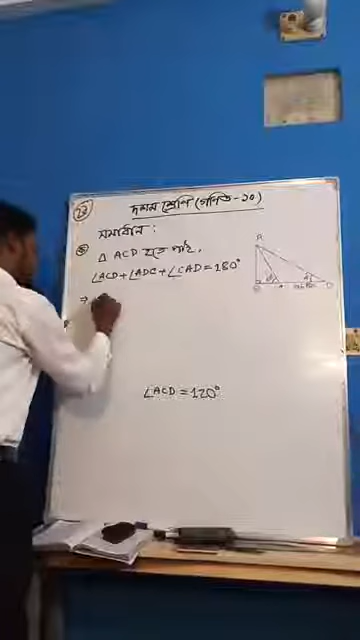 দশম শ্রেণি (গণিত-১০)
সমাধান:
Δ ACD হতে পাই,
∠ACD+∠ADC+∠CAD=180°
⇒
∠ACD = 120°
A